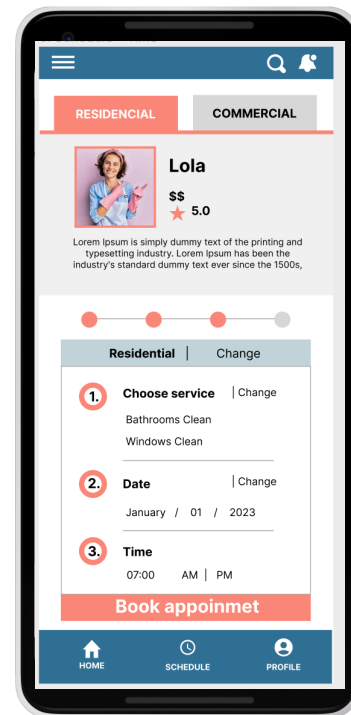 RESIDENCIAL
COMMERCIAL
Lola
$$
5.0
Lorem Ipsum is simply dummy text of the printing and
typesetting industry. Lorem Ipsum has been the
industry's standard dummy text ever since the 1500s,
Residential | Change
1. Choose service | Change
Bathrooms Clean
Windows Clean
2. Date | Change
January / 01 / 2023
3. Time
07:00 AM | PM
Book appoinmet
HOME SCHEDULE PROFILE